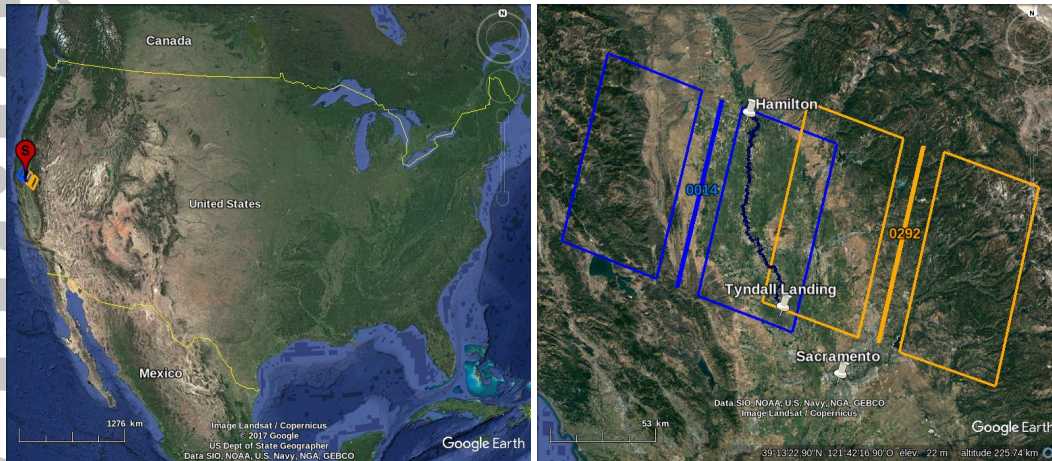 N
Canada
S
United States
Mexico
1276 km
Image Landsat / Copernicus
© 2017 Google
US Dept of State Geographer
Data SIO, NOAA, U.S. Navy, NGA, GEBCO
Google Earth
N
Hamilton
0014
0292
Tyndall Landing
Sacramento
Data SIO, NOAA, U.S. Navy, NGA, GEBCO
Image Landsat / Copernicus
53 km
Google Earth
39°13'22.90"N 121°42'16.90"O élév. 22 m altitude 225.74 km